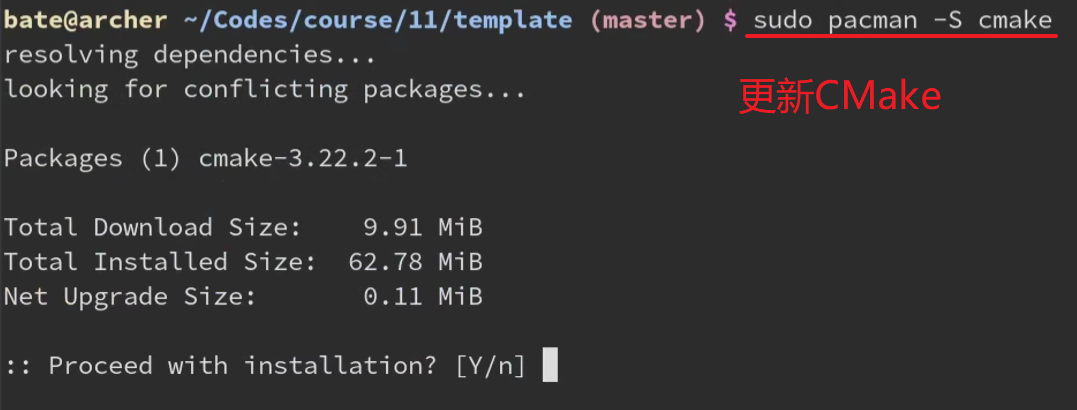 bate@archer ~/Codes/course/11/template (master) $ sudo pacman -S cmake
resolving dependencies...
looking for conflicting packages...
更新CMake
Packages (1) cmake-3.22.2-1
Total Download Size:    9.91 MiB
Total Installed Size:  62.78 MiB
Net Upgrade Size:       0.11 MiB
:: Proceed with installation? [Y/n]